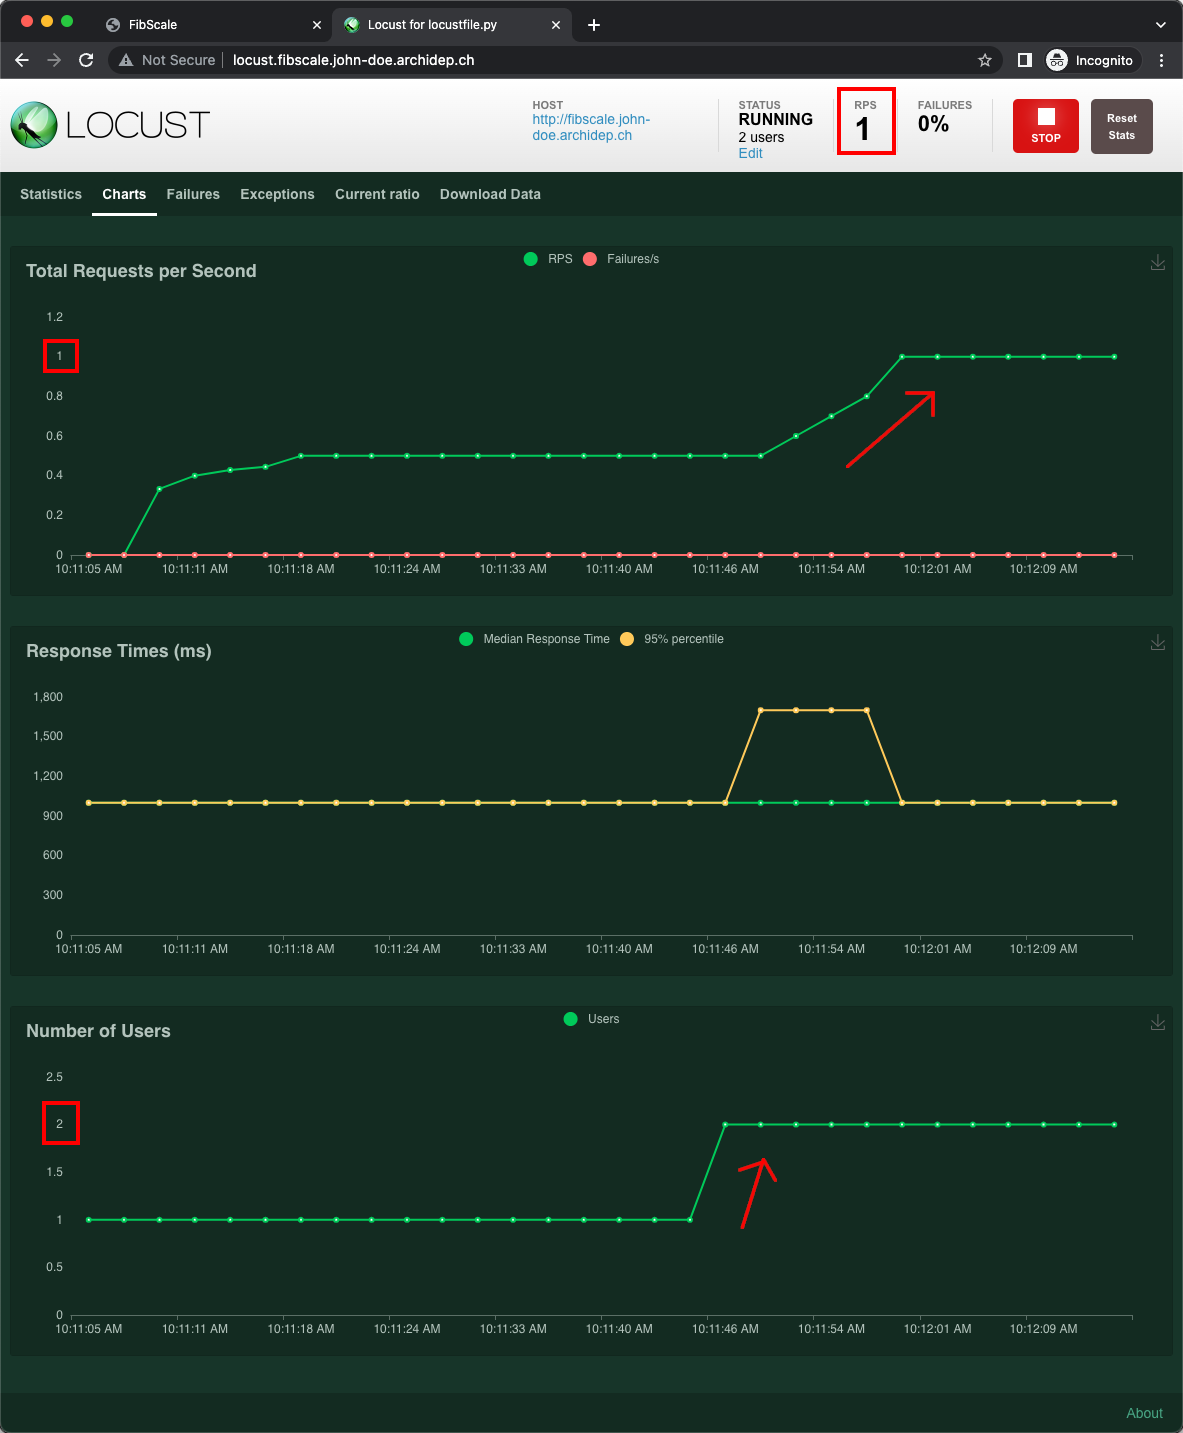 FibScale
Locust for locustfile.py
Not Secure
locust.fibscale.john-doe.archidep.ch
Incognito
LOCUST
HOST
http://fibscale.john-
doe.archidep.ch
STATUS
RUNNING
2 users
Edit
RPS
1
FAILURES
0%
STOP
Reset
Stats
Statistics Charts Failures Exceptions Current ratio Download Data
Total Requests per Second
RPS Failures/s
1.2
1
0.8
0.6
0.4
0.2
0
10:11:05 AM 10:11:11 AM 10:11:18 AM 10:11:24 AM 10:11:33 AM 10:11:40 AM 10:11:46 AM 10:11:54 AM 10:12:01 AM 10:12:09 AM
Response Times (ms)
Median Response Time 95% percentile
1,800
1,500
1,200
900
600
300
0
10:11:05 AM 10:11:11 AM 10:11:18 AM 10:11:24 AM 10:11:33 AM 10:11:40 AM 10:11:46 AM 10:11:54 AM 10:12:01 AM 10:12:09 AM
Number of Users
Users
2.5
2
1.5
1
0.5
0
10:11:05 AM 10:11:11 AM 10:11:18 AM 10:11:24 AM 10:11:33 AM 10:11:40 AM 10:11:46 AM 10:11:54 AM 10:12:01 AM 10:12:09 AM
About